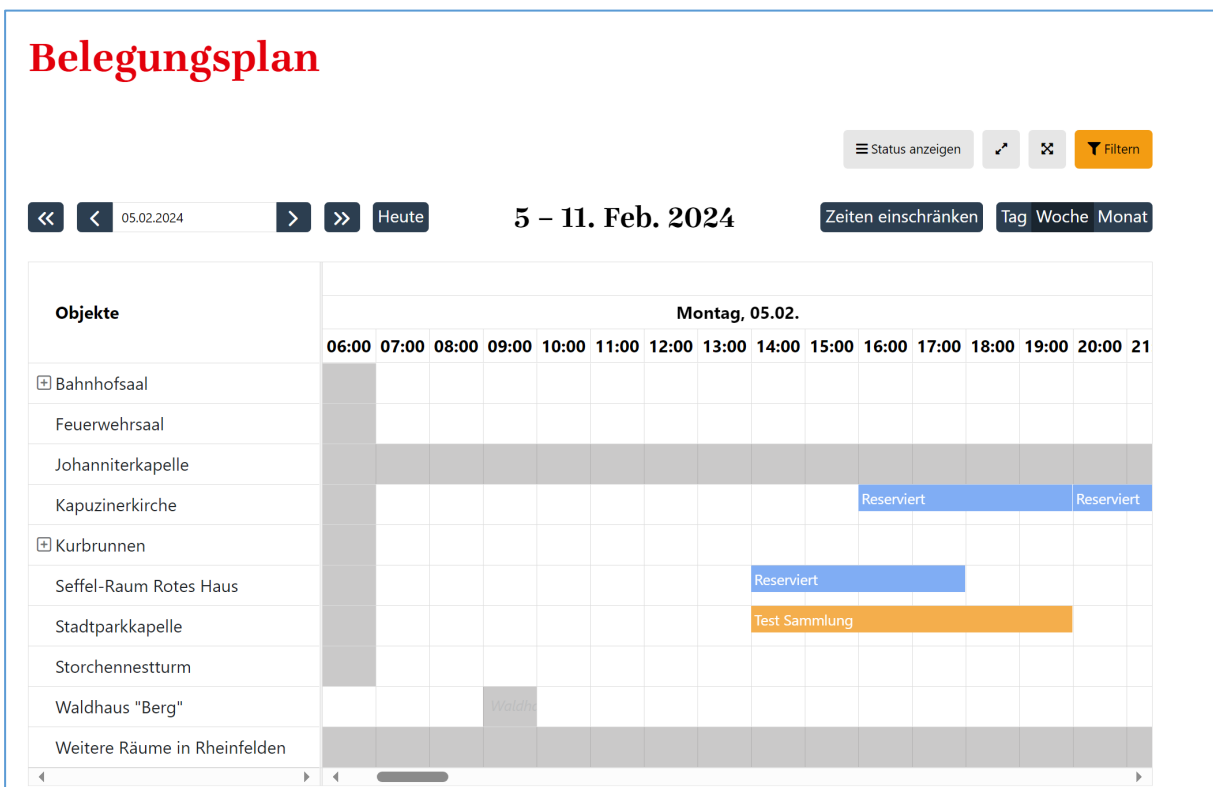 Belegungsplan
Status anzeigen
Filtern
05.02.2024
Heute
5 – 11. Feb. 2024
Zeiten einschränken
Tag Woche Monat
Objekte
Montag, 05.02.
06:00 07:00 08:00 09:00 10:00 11:00 12:00 13:00 14:00 15:00 16:00 17:00 18:00 19:00 20:00 21
Bahnhofsaal
Feuerwehrsaal
Johanniterkapelle
Kapuzinerkirche
Reserviert
Reserviert
Kurbrunnen
Seffel-Raum Rotes Haus
Reserviert
Stadtparkkapelle
Test Sammlung
Storchennestturm
Waldhaus "Berg"
Weitere Räume in Rheinfelden